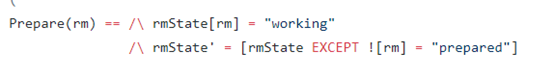 Prepare(rm) == /\ rmState[rm] = "working"
/\ rmState' = [rmState EXCEPT ![rm] = "prepared"]